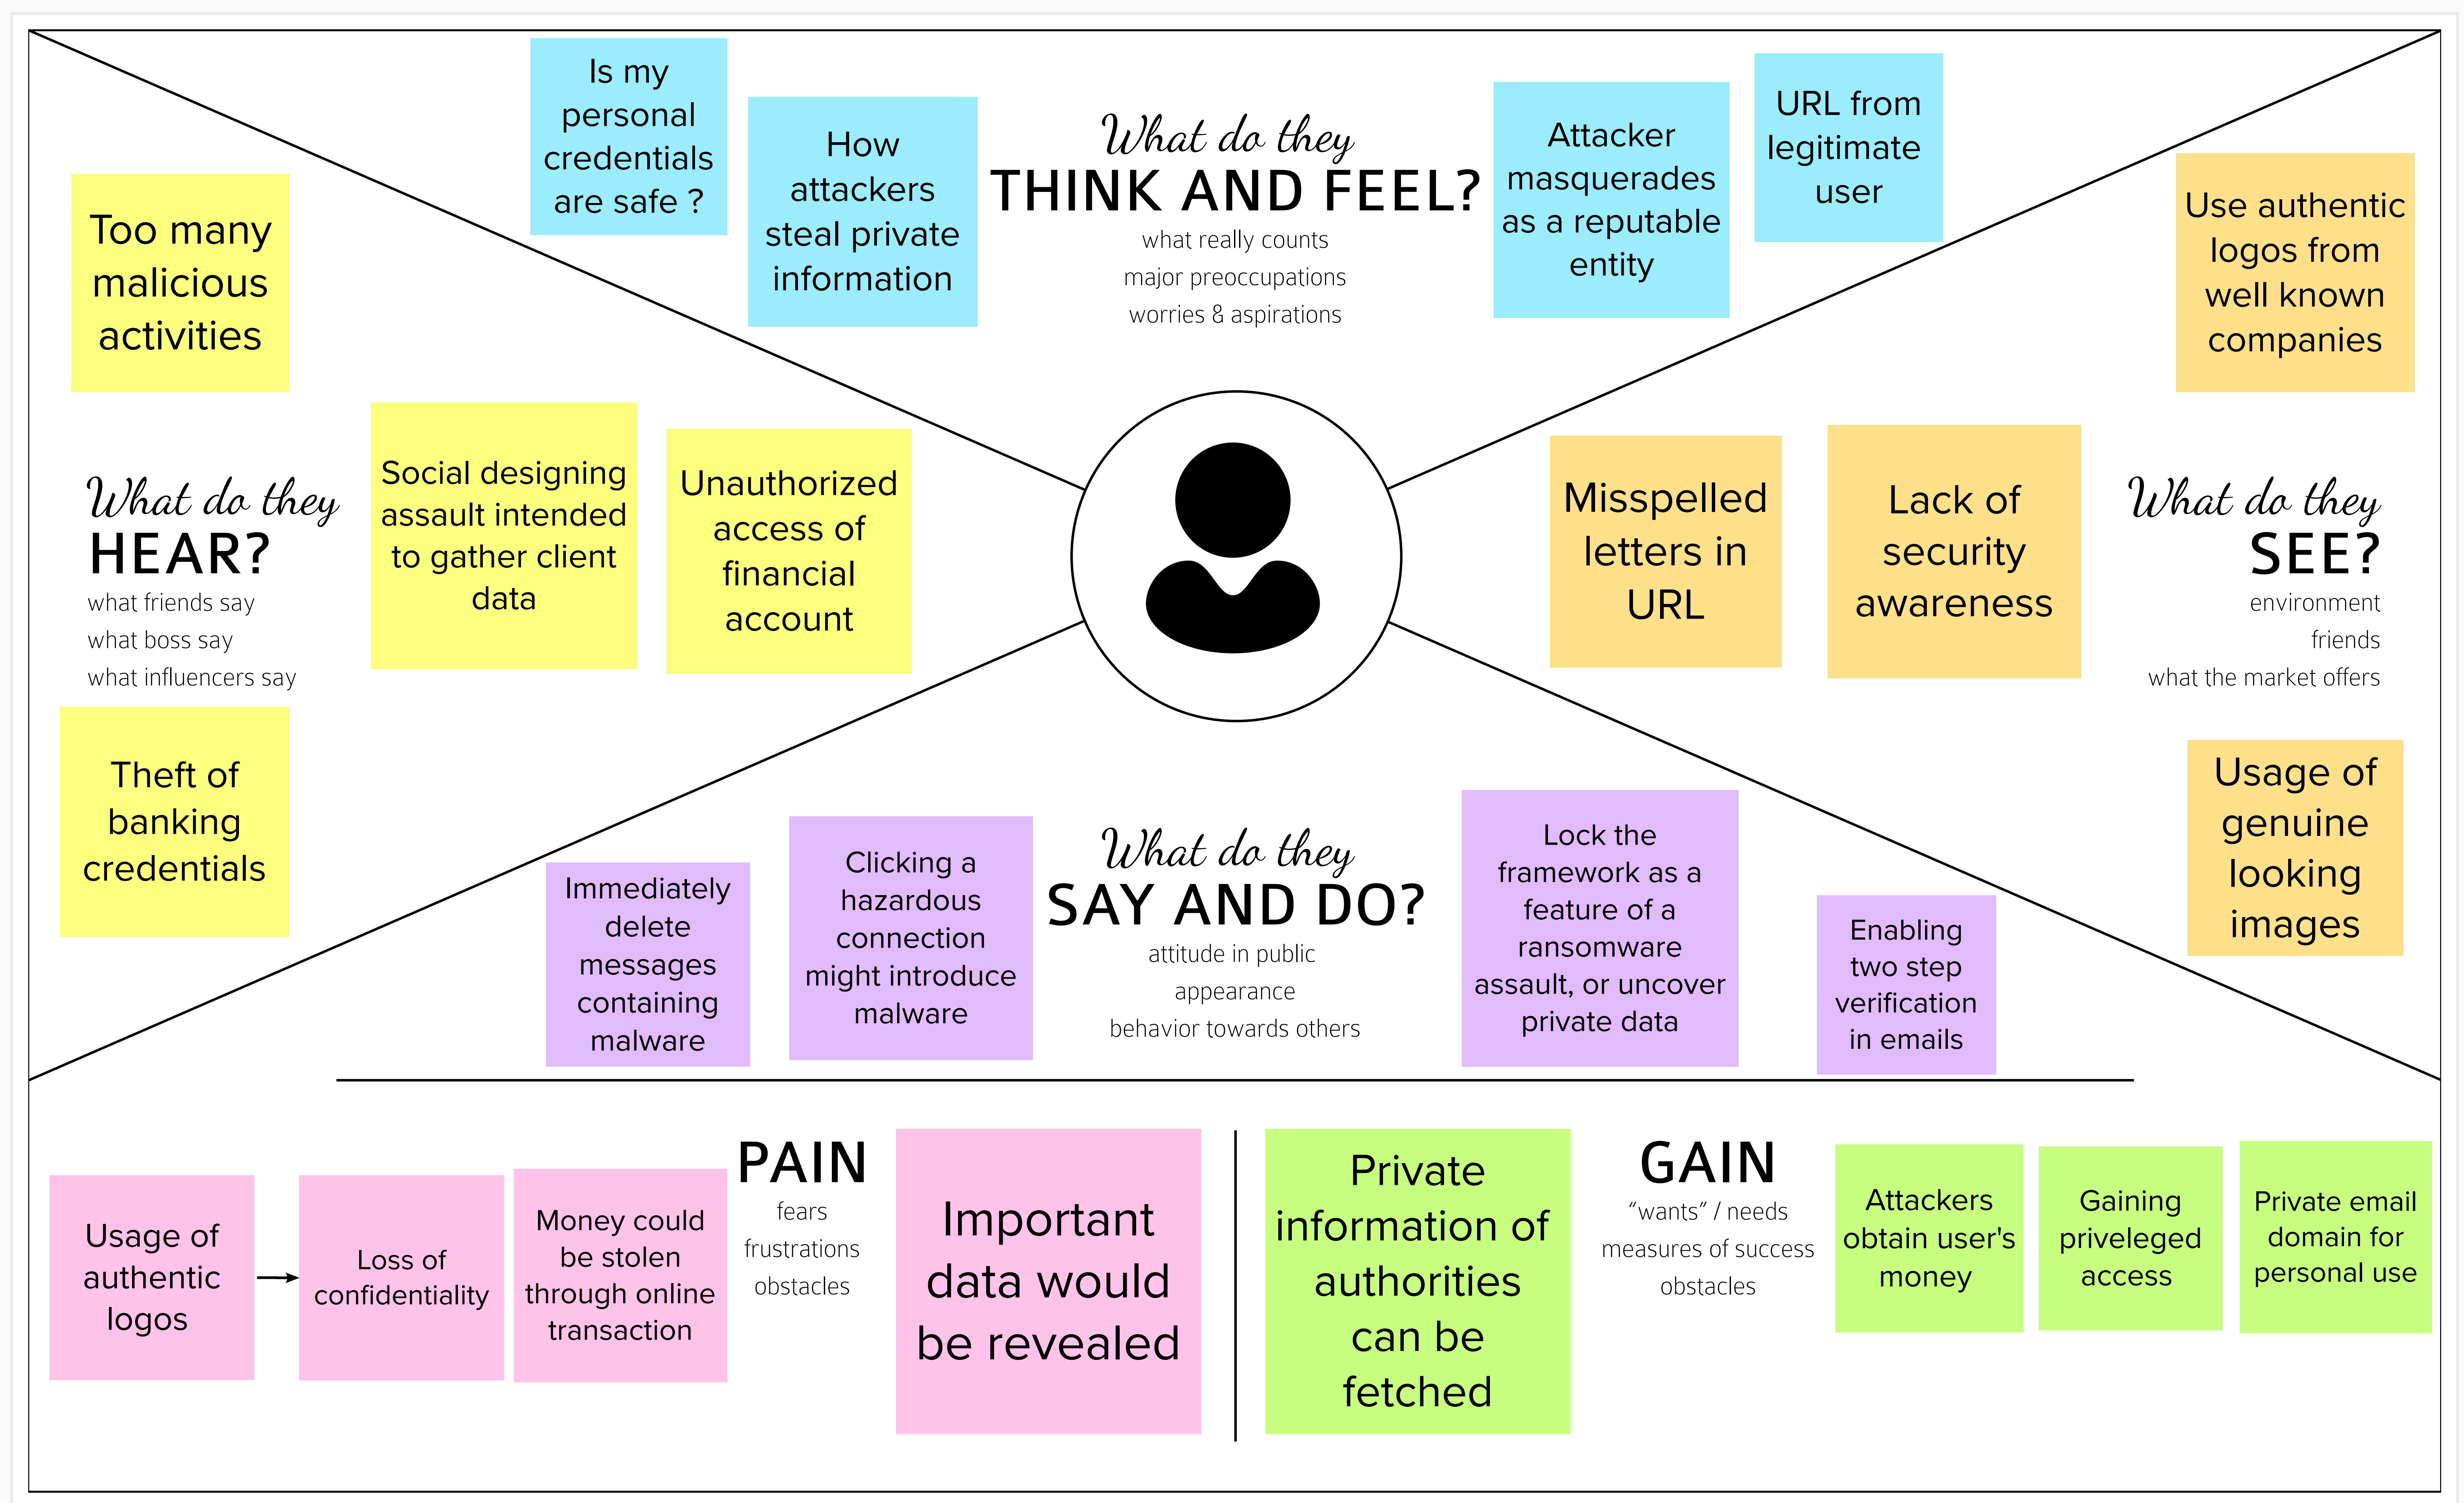 Is my
personal
credentials
are safe ?
How
attackers
steal private
information
What do they
THINK AND FEEL?
what really counts
major preoccupations
worries & aspirations
Attacker
masquerades
as a reputable
entity
URL from
legitimate
user
Too many
malicious
activities
What do they
HEAR?
what friends say
what boss say
what influencers say
Social designing
assault intended
to gather client
data
Unauthorized
access of
financial
account
Theft of
banking
credentials
Use authentic
logos from
well known
companies
Misspelled
letters in
URL
Lack of
security
awareness
What do they
SEE?
environment
friends
what the market offers
Usage of
genuine
looking
images
Immediately
delete
messages
containing
malware
Clicking a
hazardous
connection
might introduce
malware
What do they
SAY AND DO?
attitude in public
appearance
behavior towards others
Lock the
framework as a
feature of a
ransomware
assault, or uncover
private data
Enabling
two step
verification
in emails
Usage of
authentic
logos
Loss of
confidentiality
Money could
be stolen
through online
transaction
PAIN
fears
frustrations
obstacles
Important
data would
be revealed
Private
information of
authorities
can be
fetched
GAIN
“wants” / needs
measures of success
obstacles
Attackers
obtain user's
money
Gaining
priveleged
access
Private email
domain for
personal use